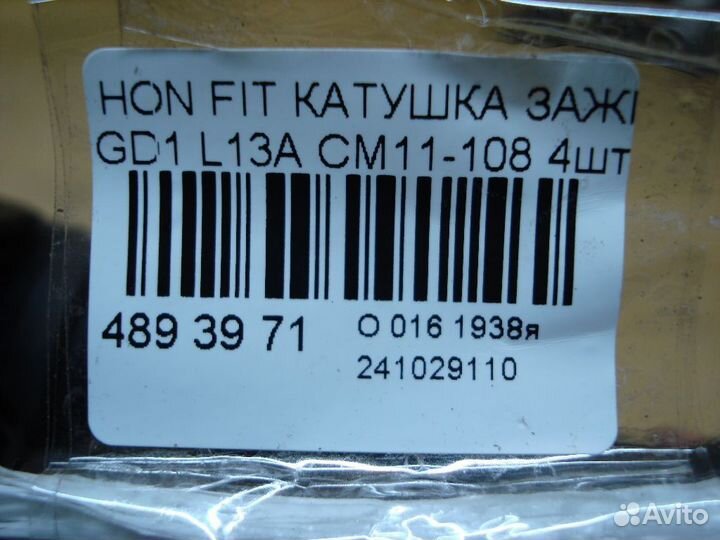 HON FIT КАТУШКА ЗАЖ
GD1 L13A CM11-108 4шт
489 39 71
O 016 1938я
241029110
Avito